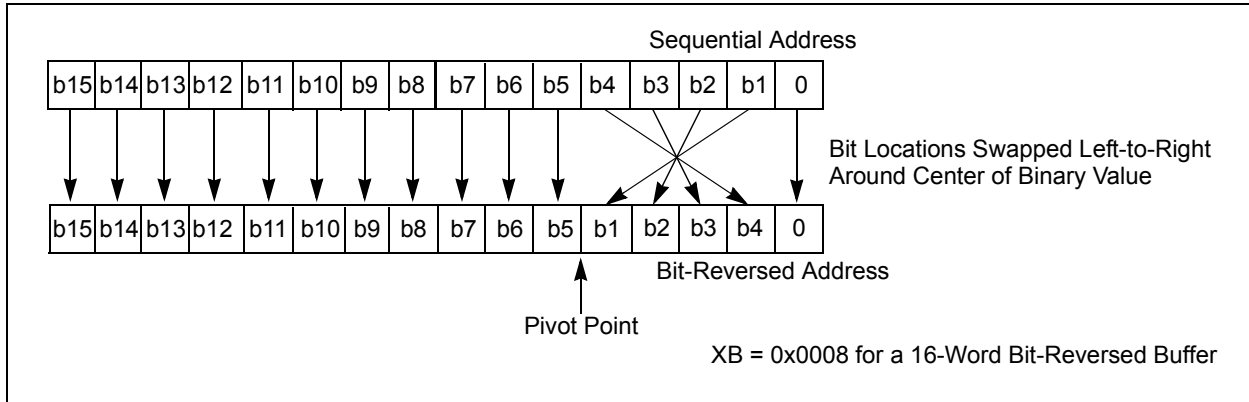 Sequential Address
b15 b14 b13 b12 b11 b10 b9 b8 b7 b6 b5 b4 b3 b2 b1 0
Bit Locations Swapped Left-to-Right
Around Center of Binary Value
b15 b14 b13 b12 b11 b10 b9 b8 b7 b6 b5 b1 b2 b3 b4 0
Bit-Reversed Address
Pivot Point
XB = 0x0008 for a 16-Word Bit-Reversed Buffer